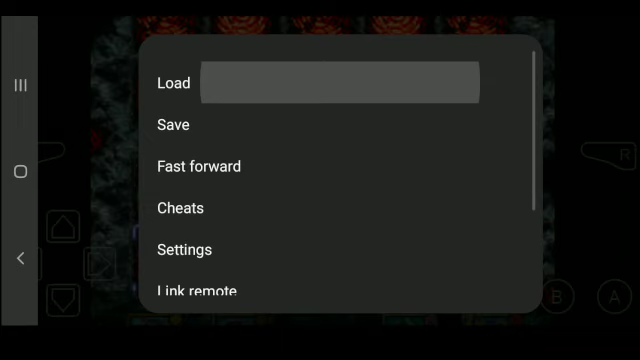 Load
Save
Fast forward
Cheats
Settings
Link remote
R
B A